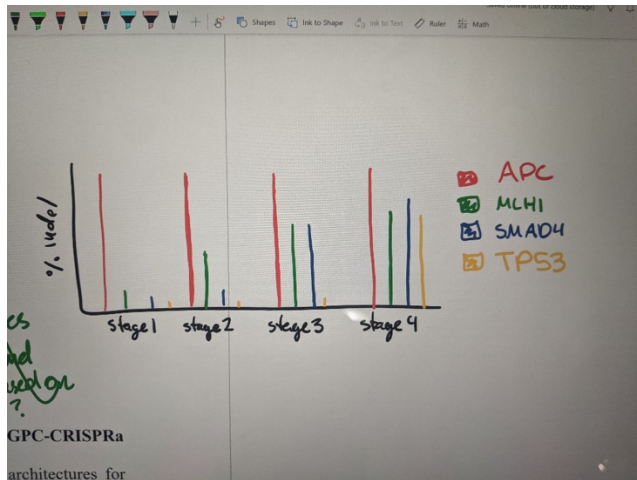 Shapes
Ink to Shape
Ink to Text
Ruler
Math
% indel
APC
MLH1
SMAD4
TP53
stage 1
stage 2
stage 3
stage 4
?
GPC-CRISPRa
architectures for